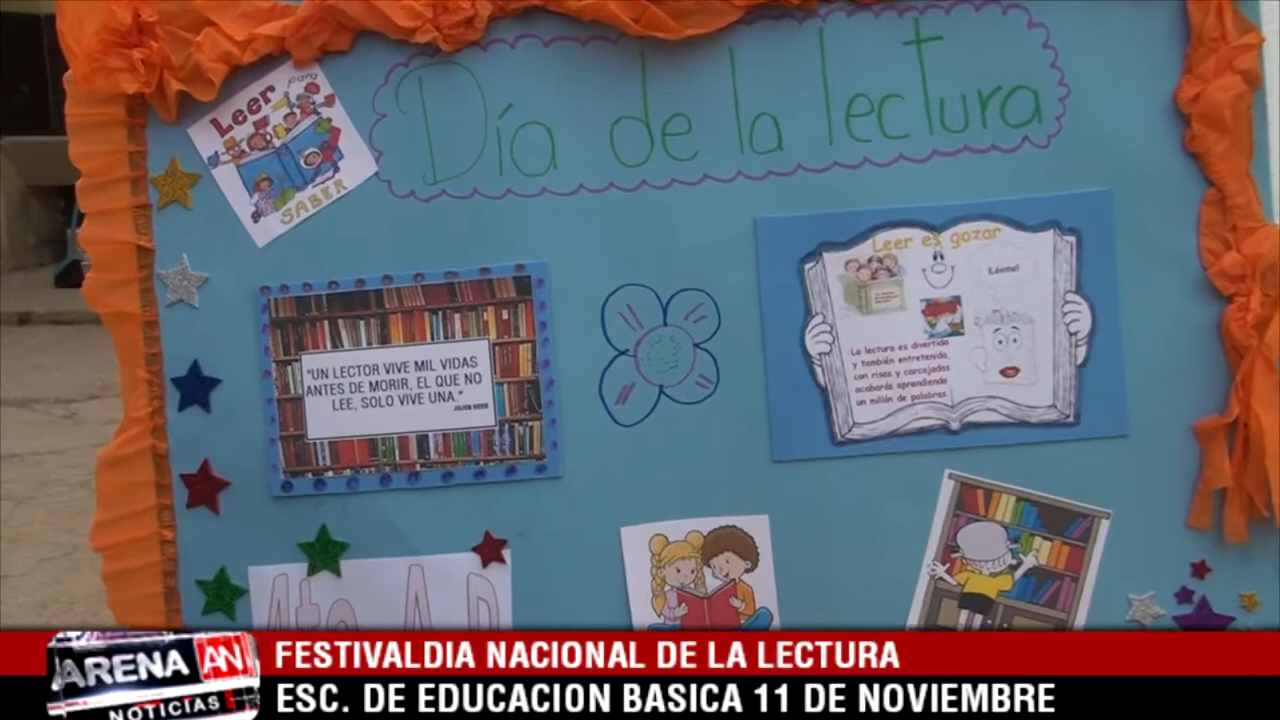 Día de la lectura
Leer para
SABER
Leer es gozar
Léeme!
La lectura es divertida
y también entretenida,
con risas y carcajadas
acabarás aprendiendo
un millón de palabras.
"UN LECTOR VIVE MIL VIDAS
ANTES DE MORIR, EL QUE NO
LEE, SOLO VIVE UNA."
4to A D
ARENA AN
NOTICIAS
FESTIVALDIA NACIONAL DE LA LECTURA
ESC. DE EDUCACION BASICA 11 DE NOVIEMBRE